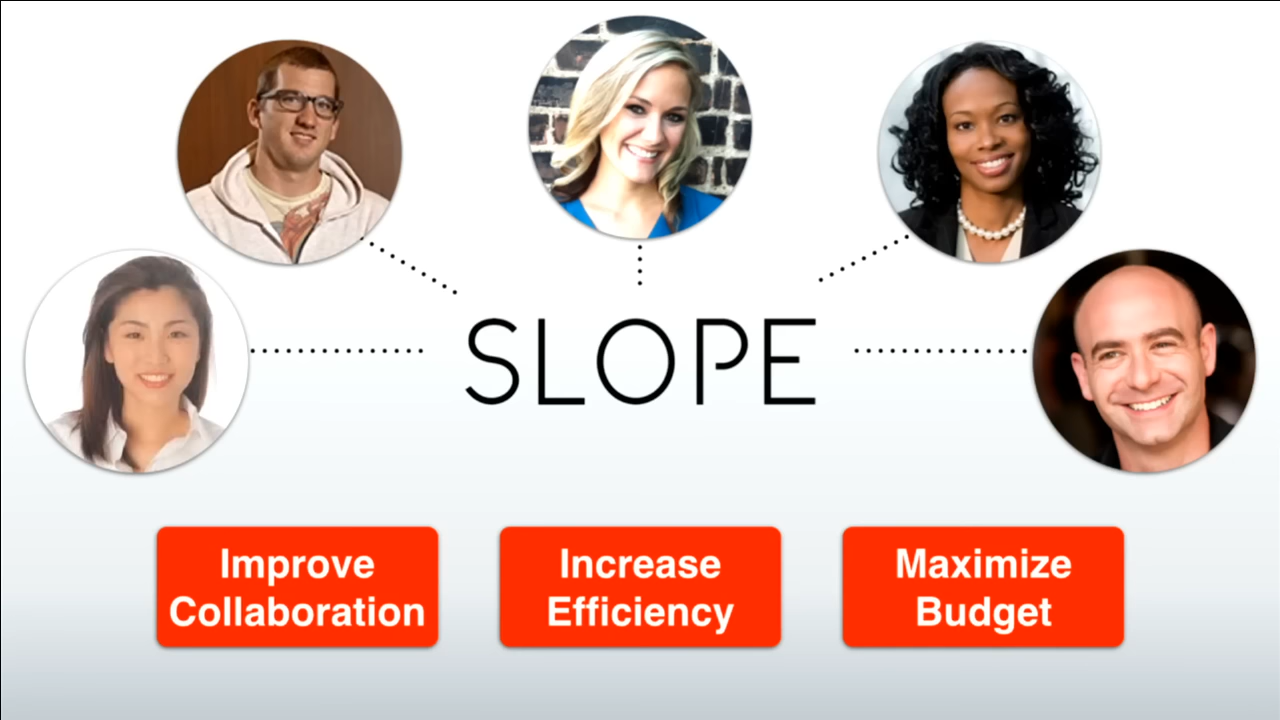 SLOPE
Improve
Collaboration
Increase
Efficiency
Maximize
Budget